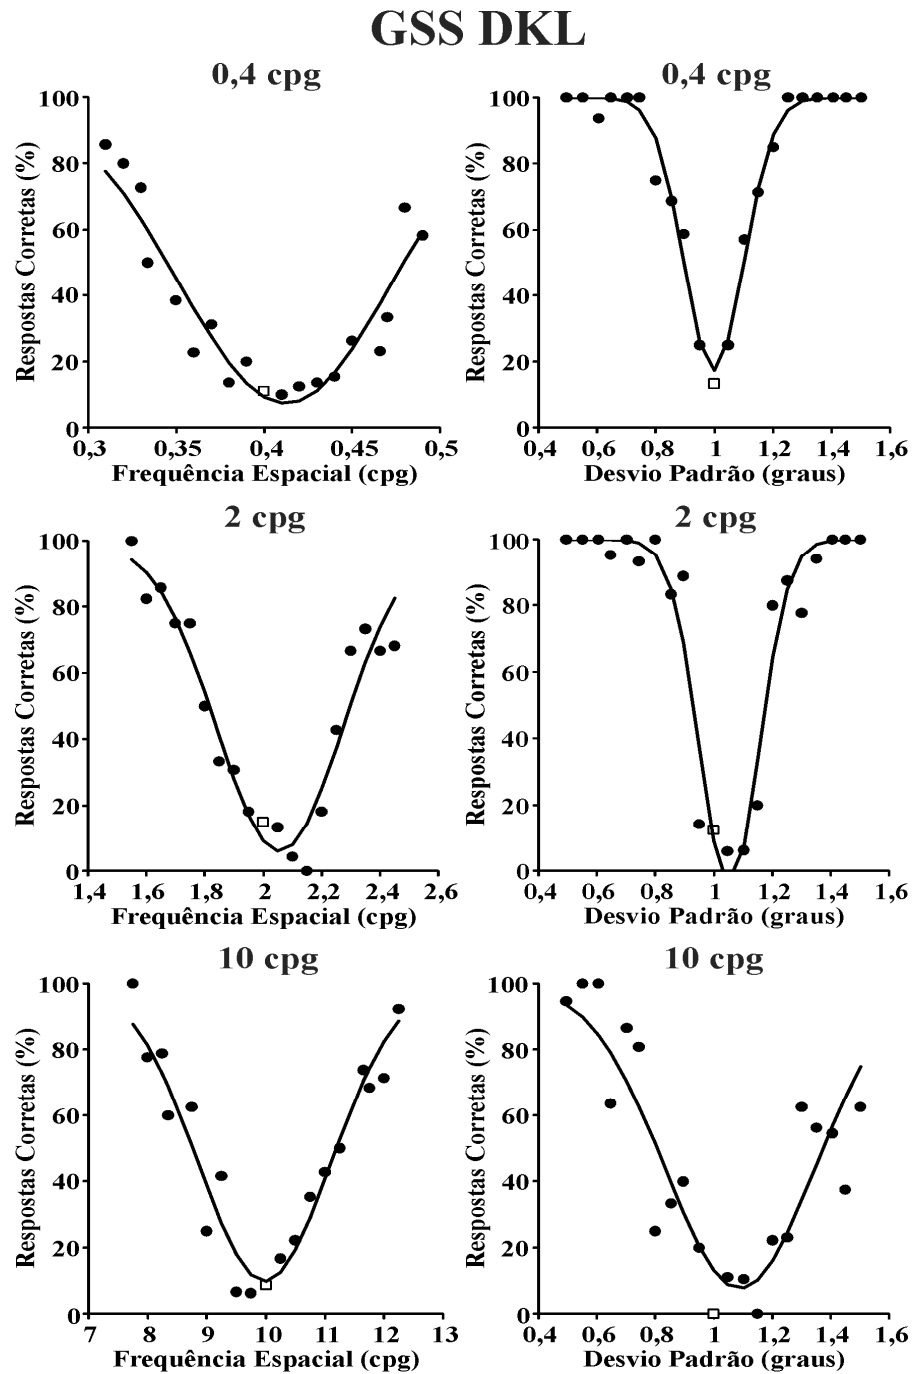 GSS DKL
0,4 cpg
Respostas Corretas (%)
100
80
60
40
20
0
0,3 0,35 0,4 0,45 0,5
Frequência Espacial (cpg)
0,4 cpg
Respostas Corretas (%)
100
80
60
40
20
0
0,4 0,6 0,8 1 1,2 1,4 1,6
Desvio Padrão (graus)
2 cpg
Respostas Corretas (%)
100
80
60
40
20
0
1,4 1,6 1,8 2 2,2 2,4 2,6
Frequência Espacial (cpg)
2 cpg
Respostas Corretas (%)
100
80
60
40
20
0
0,4 0,6 0,8 1 1,2 1,4 1,6
Desvio Padrão (graus)
10 cpg
Respostas Corretas (%)
100
80
60
40
20
0
7 8 9 10 11 12 13
Frequência Espacial (cpg)
10 cpg
Respostas Corretas (%)
100
80
60
40
20
0
0,4 0,6 0,8 1 1,2 1,4 1,6
Desvio Padrão (graus)